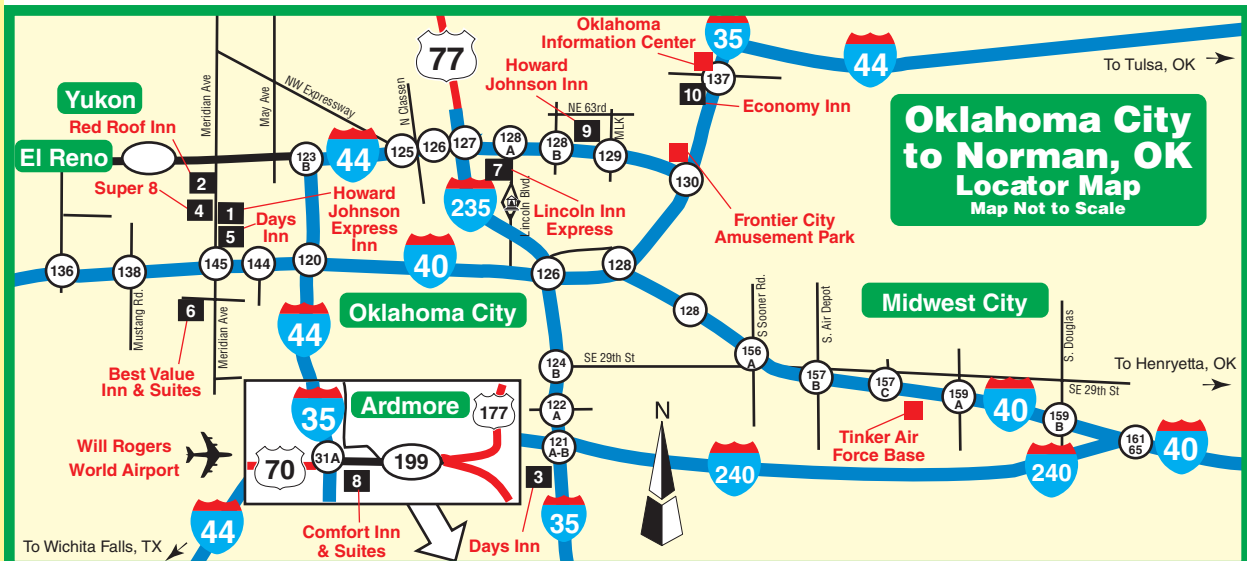 Oklahoma City
to Norman, OK
Locator Map
Map Not to Scale
77
Oklahoma
Information Center
35
44
To Tulsa, OK
137
10
Economy Inn
Howard
Johnson Inn
NE 63rd
9
MLK
Yukon
Red Roof Inn
Meridian Ave
May Ave
NW Expressway
N Classen
El Reno
123
B
44
125
126
127
128
A
128
B
129
130
Super 8
2
4
1
5
Howard
Johnson
Express
Inn
Days
Inn
7
235
Lincoln Blvd.
Lincoln Inn
Express
Frontier City
Amusement Park
136
138
145
144
120
40
126
128
Mustang Rd.
6
Meridian Ave
44
Oklahoma City
128
S Sooner Rd.
S. Air Depot
Midwest City
S. Douglas
Best Value
Inn & Suites
124
B
SE 29th St
156
A
157
B
157
C
159
A
40
SE 29th St
To Henryetta, OK
159
B
161
65
40
Tinker Air
Force Base
35
Ardmore
177
122
A
121
A-B
N
Will Rogers
World Airport
70
31A
199
8
3
240
240
44
Comfort Inn
& Suites
Days Inn
35
To Wichita Falls, TX